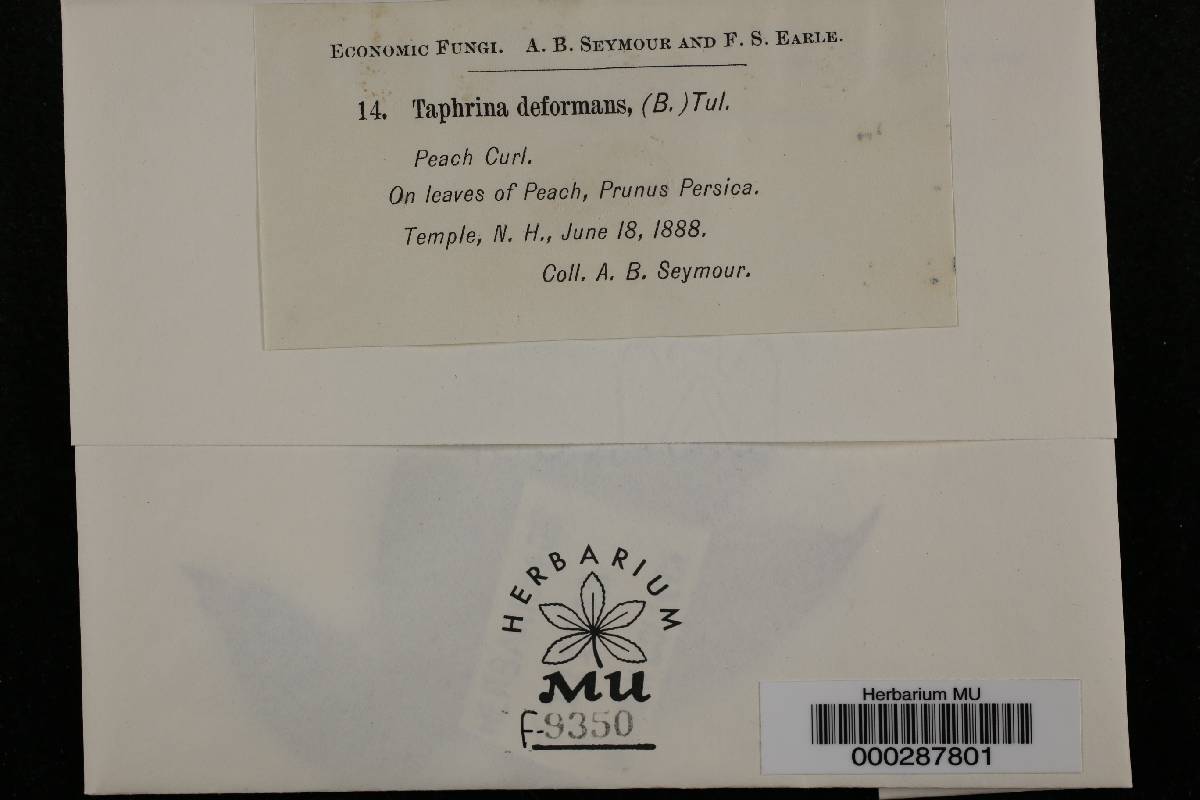 Economic Fungi. A. B. Seymour and F. S. Earle.
14. Taphrina deformans, (B.) Tul.
Peach Curl.
On leaves of Peach, Prunus Persica.
Temple, N. H., June 18, 1888.
Coll. A. B. Seymour.
HERBARIUM
MU
F-9350
Herbarium MU
000287801